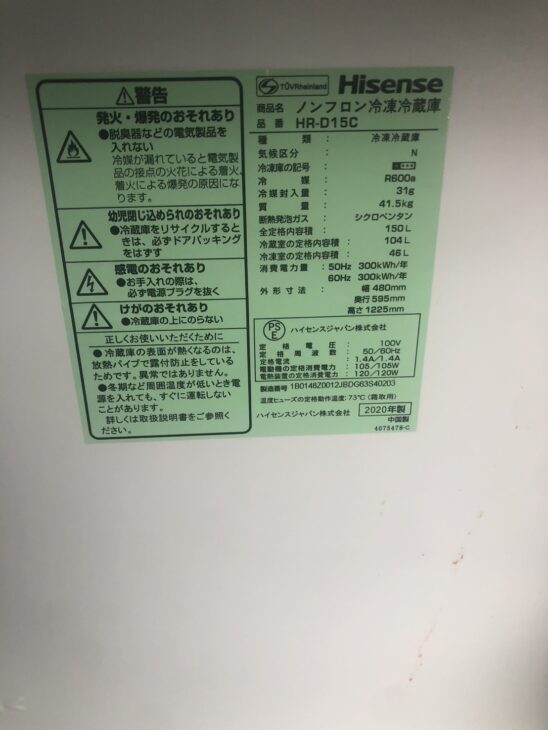 警告
発火・爆発のおそれあり
●脱臭器などの電気製品を
入れない
冷媒が漏れていると電気製
品の接点の火花による着火、
着火による爆発の原因にな
ります。
幼児閉じ込められのおそれあり
●冷蔵庫をリサイクルすると
きは、必ずドアパッキング
をはずす
感電のおそれあり
●お手入れの際は、
必ず電源プラグを抜く
けがのおそれあり
●冷蔵庫の上にのらない
正しくお使いいただくために
●冷蔵庫の表面が熱くなるのは、
放熱パイプで露付防止をしている
ためです。異常ではありません。
●冬期など周囲温度が低いとき電
源を入れても、すぐに運転しない
ことがあります。
詳しくは取扱説明書をご参照く
ださい。
TÜVRheinland Hisense
商品名 ノンフロン冷凍冷蔵庫
品番 HR-D15C
種類 : 冷凍冷蔵庫
気候区分 : N
冷凍庫の記号 :
冷媒 : R600a
冷媒封入量 : 31g
質量 : 41.5kg
断熱発泡ガス : シクロペンタン
全定格内容積 : 150L
冷蔵室の定格内容積 : 104L
冷凍室の定格内容積 : 46L
消費電力量 : 50Hz 300kWh/年
60Hz 300kWh/年
外形寸法 : 幅 480mm
奥行 595mm
高さ 1225mm
PS
E
ハイセンスジャパン株式会社
定格電圧 : 100V
定格周波数 : 50/60Hz
定格電流 : 1.4A/1.4A
電動機の定格消費電力 : 105/105W
電熱装置の定格消費電力 : 120/120W
製造番号 1B0146Z0012JBDG63S40203
温度ヒューズの定格動作温度: 73℃ (霜取用)
ハイセンスジャパン株式会社 2020年製
中国製
4075478-C